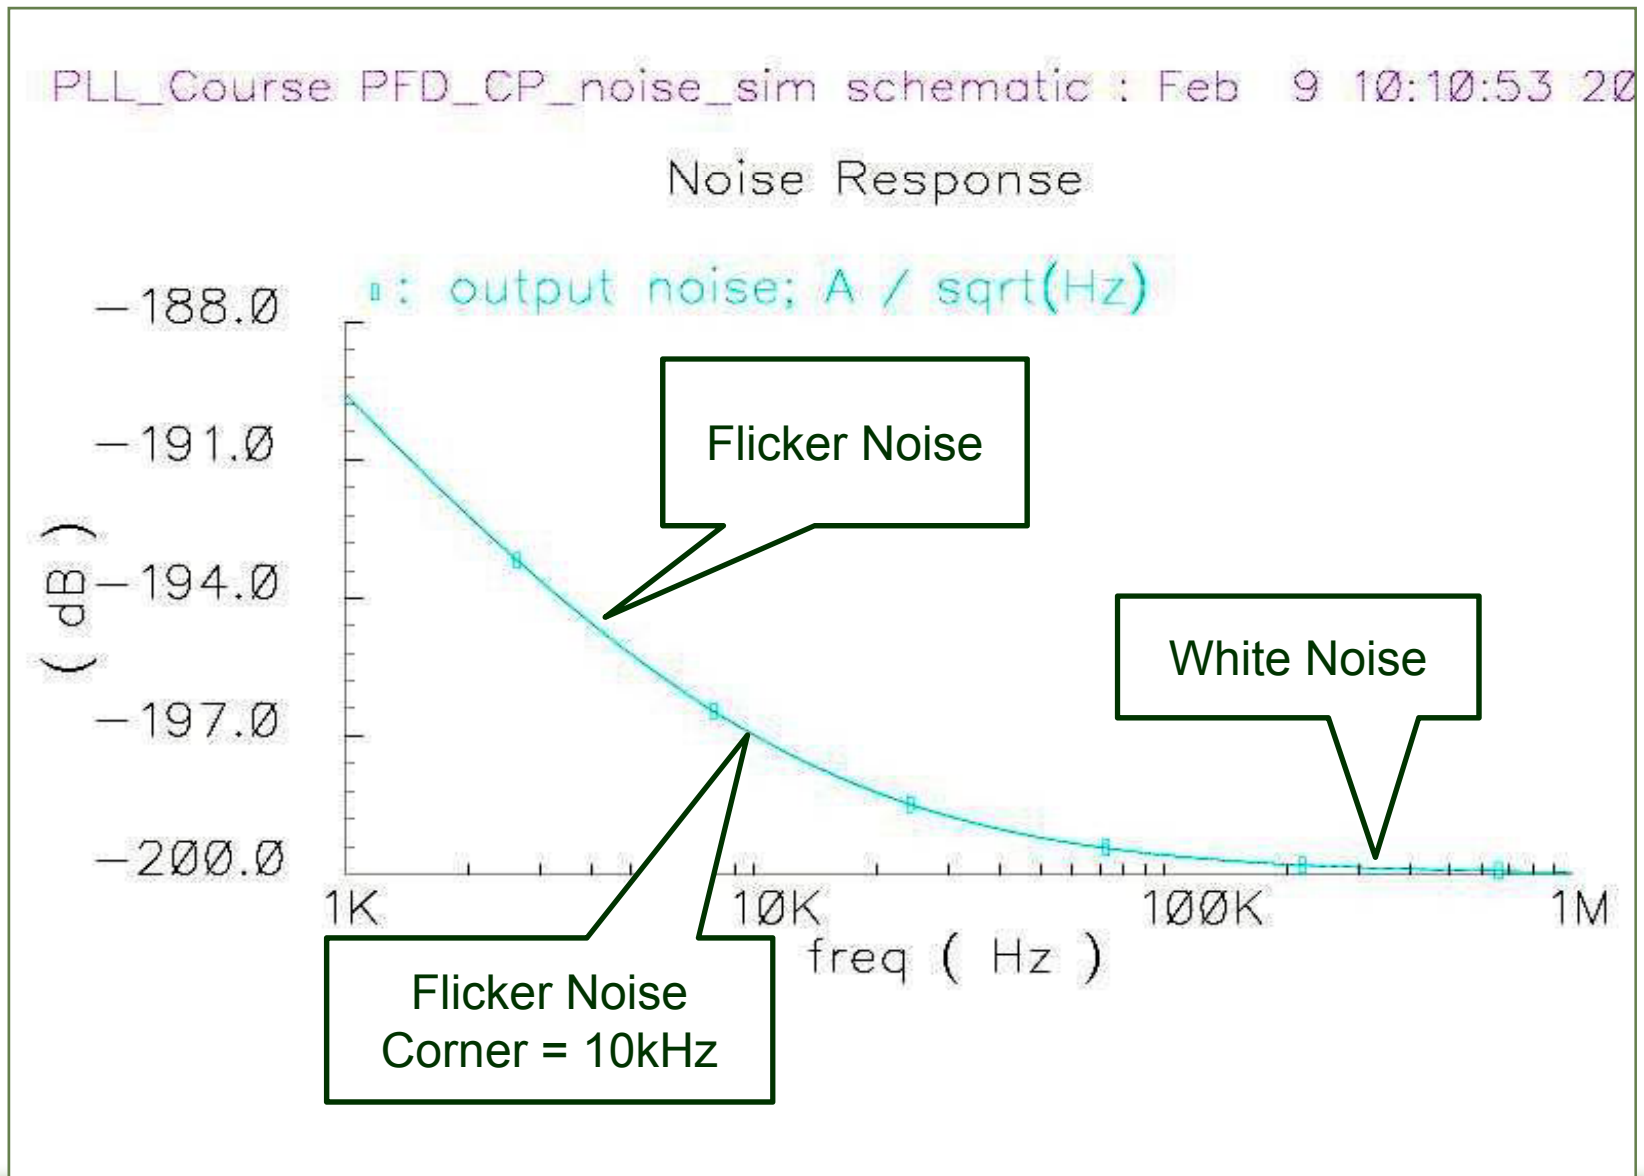 PLL_Course PFD_CP_noise_sim schematic : Feb 9 10:10:53 20
Noise Response
: output noise; A / sqrt(Hz)
-188.0
-191.0
-194.0
-197.0
-200.0
( dB )
Flicker Noise
White Noise
1K 10K 100K 1M
freq ( Hz )
Flicker Noise
Corner = 10kHz